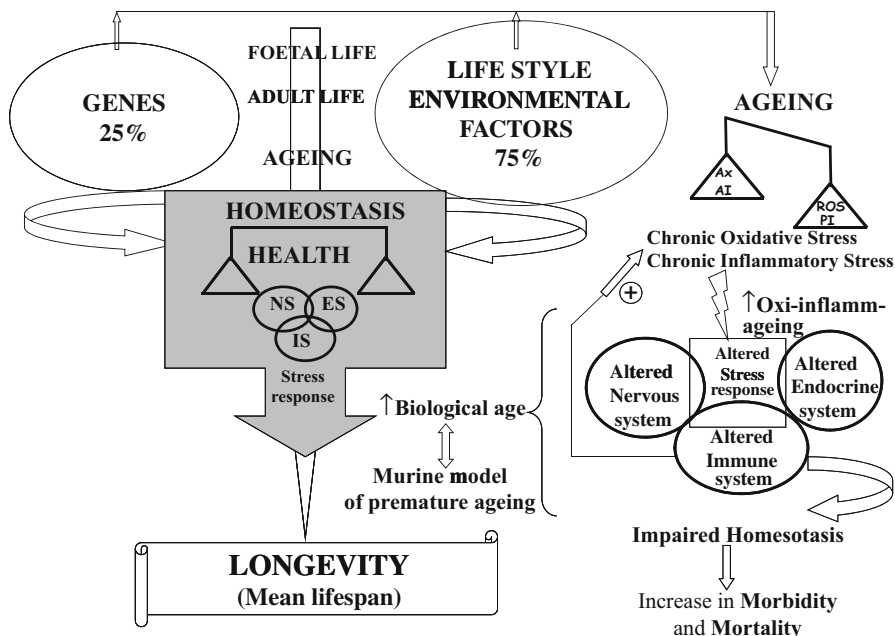 GENES
25%
FOETAL LIFE
ADULT LIFE
AGEING
LIFE STYLE
ENVIRONMENTAL
FACTORS
75%
HOMEOSTASIS
HEALTH
NS
ES
IS
Stress
response
LONGEVITY
(Mean lifespan)
AGEING
Ax
AI
ROS
PI
Chronic Oxidative Stress
Chronic Inflammatory Stress
+
↑Oxi-inflamm-
ageing
Altered
Nervous
system
Altered
Stress
response
Altered
Endocrine
system
Altered
Immune
system
↑Biological age
Murine model
of premature ageing
Impaired Homesotasis
Increase in Morbidity
and Mortality